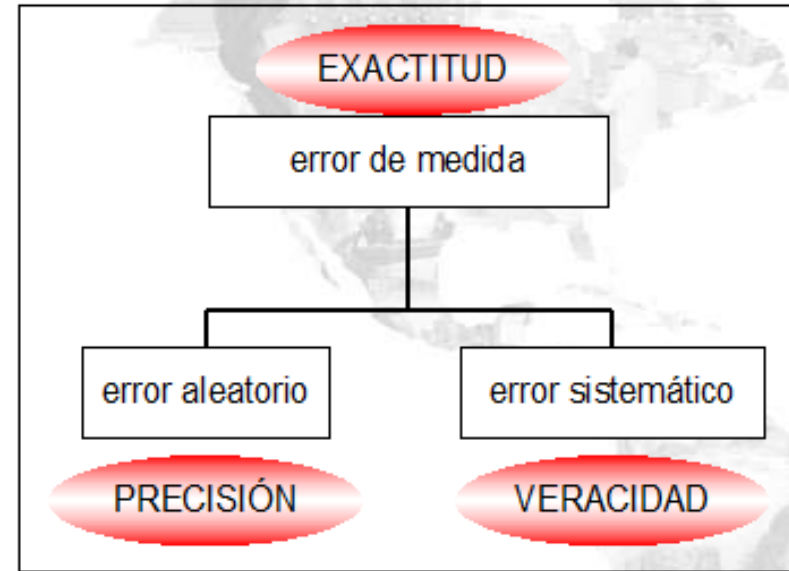 EXACTITUD
error de medida
error aleatorio
error sistemático
PRECISIÓN
VERACIDAD